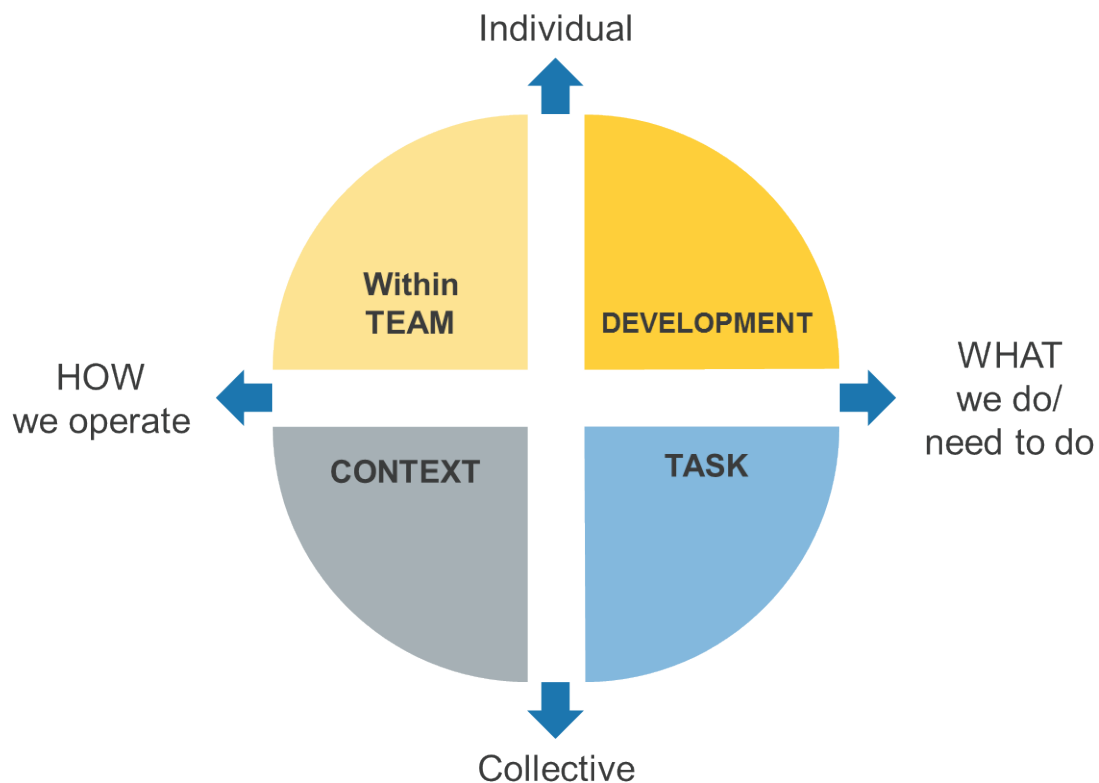 Individual
Within
TEAM
DEVELOPMENT
HOW
we operate
WHAT
we do/
need to do
CONTEXT
TASK
Collective